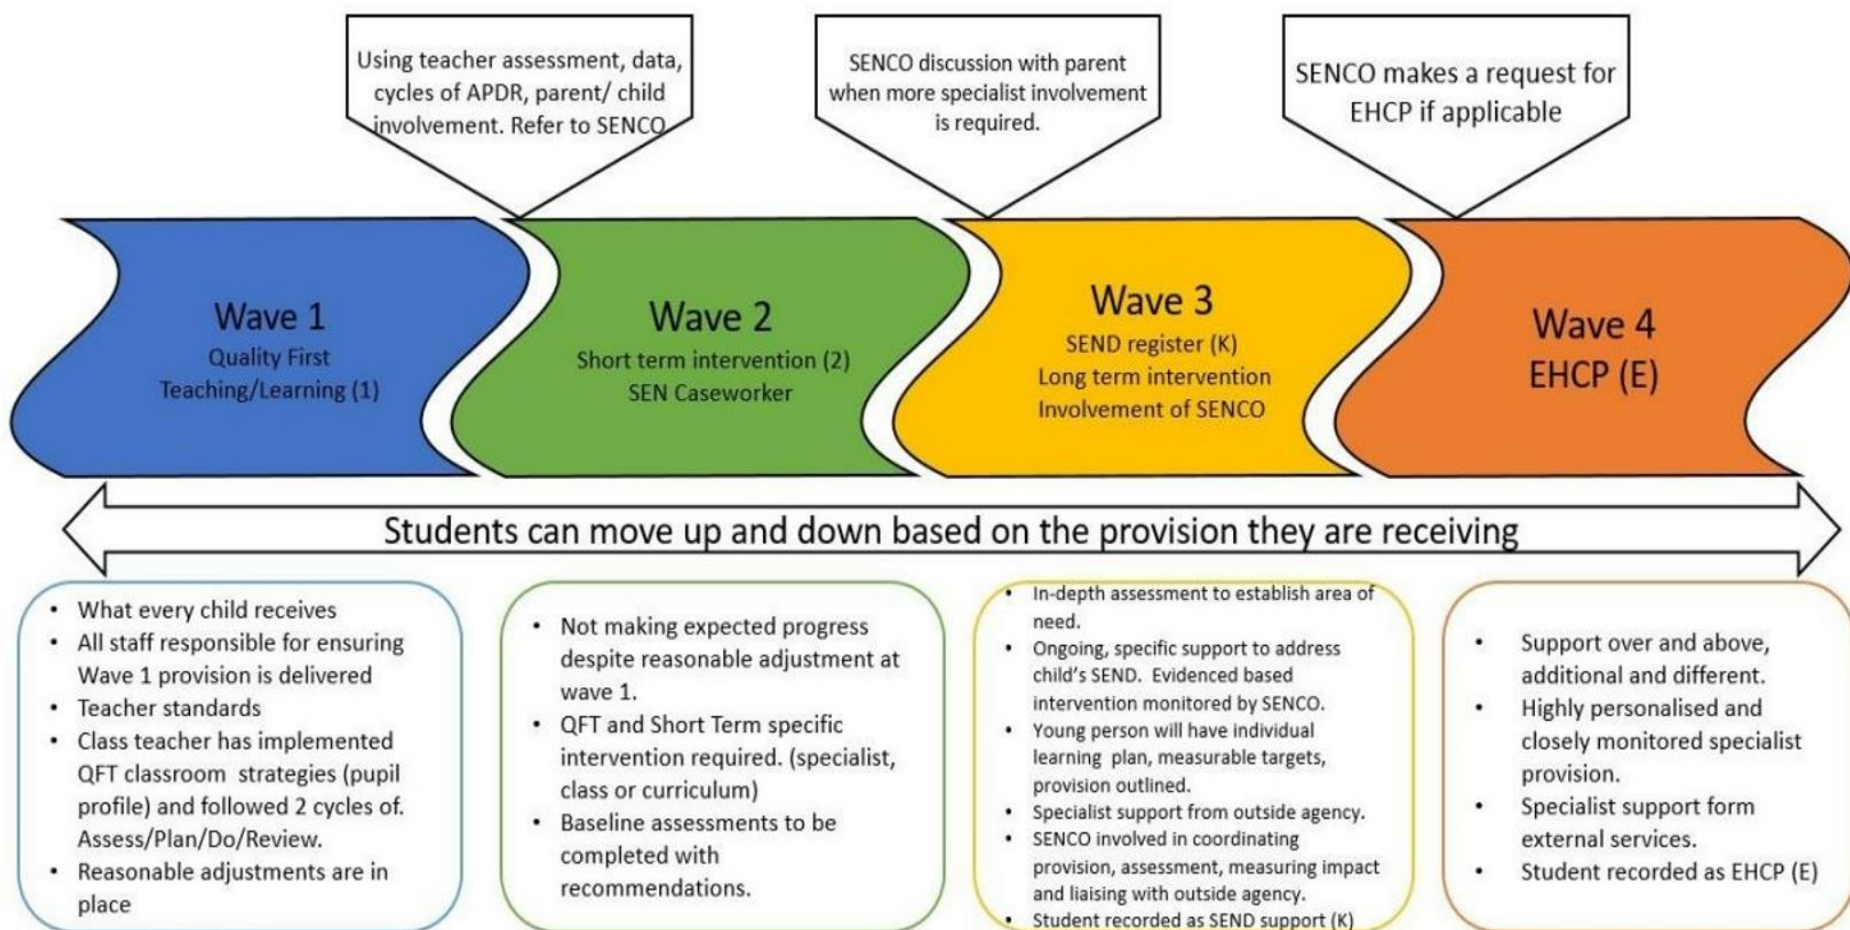 Using teacher assessment, data,
cycles of APDR, parent/ child
involvement. Refer to SENCO
SENCO discussion with parent
when more specialist involvement
is required.
SENCO makes a request for
EHCP if applicable
Wave 1
Quality First
Teaching/Learning (1)
Wave 2
Short term intervention (2)
SEN Caseworker
Wave 3
SEND register (K)
Long term intervention
Involvement of SENCO
Wave 4
EHCP (E)
Students can move up and down based on the provision they are receiving
• What every child receives
• All staff responsible for ensuring
Wave 1 provision is delivered
• Teacher standards
• Class teacher has implemented
QFT classroom strategies (pupil
profile) and followed 2 cycles of.
Assess/Plan/Do/Review.
• Reasonable adjustments are in
place
• Not making expected progress
despite reasonable adjustment at
wave 1.
• QFT and Short Term specific
intervention required. (specialist,
class or curriculum)
• Baseline assessments to be
completed with
recommendations.
• In-depth assessment to establish area of
need.
• Ongoing, specific support to address
child's SEND. Evidenced based
intervention monitored by SENCO.
• Young person will have individual
learning plan, measurable targets,
provision outlined.
• Specialist support from outside agency.
• SENCO involved in coordinating
provision, assessment, measuring impact
and liaising with outside agency.
• Student recorded as SEND support (K)
• Support over and above,
additional and different.
• Highly personalised and
closely monitored specialist
provision.
• Specialist support form
external services.
• Student recorded as EHCP (E)